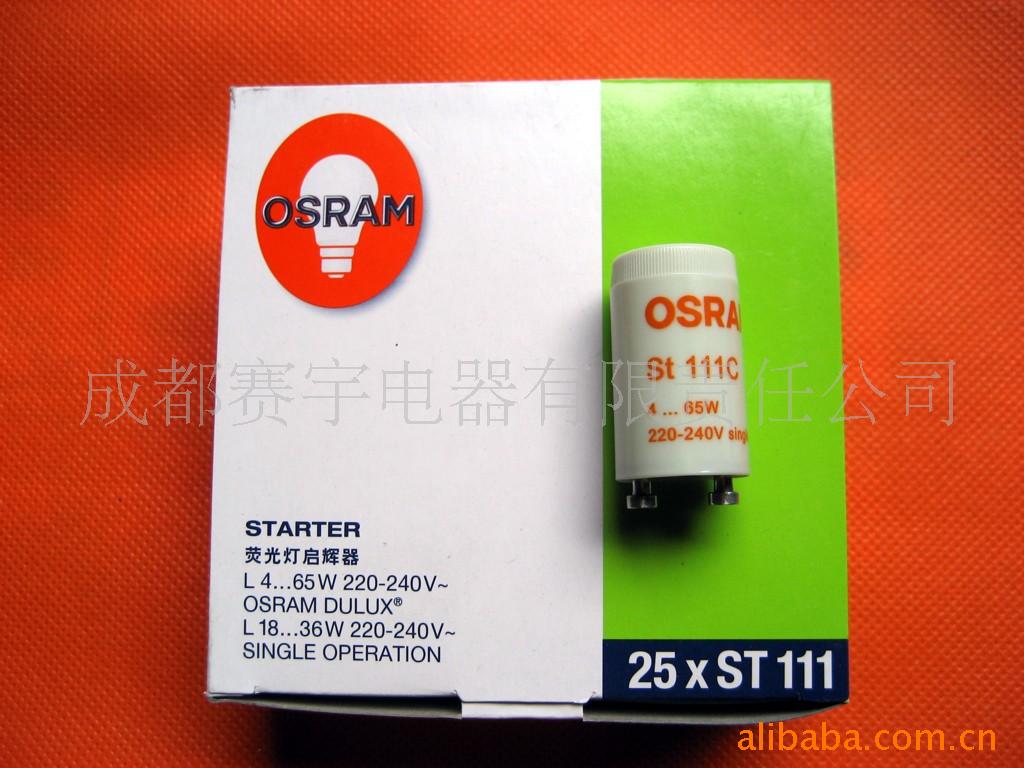 OSRAM
OSRA
St 111C
4 ... 65W
220-240V singl
成都赛宇电器有限责任公司
STARTER
荧光灯启辉器
L 4...65W 220-240V~
OSRAM DULUX®
L 18...36W 220-240V~
SINGLE OPERATION
25 x ST 111
alibaba.com.cn